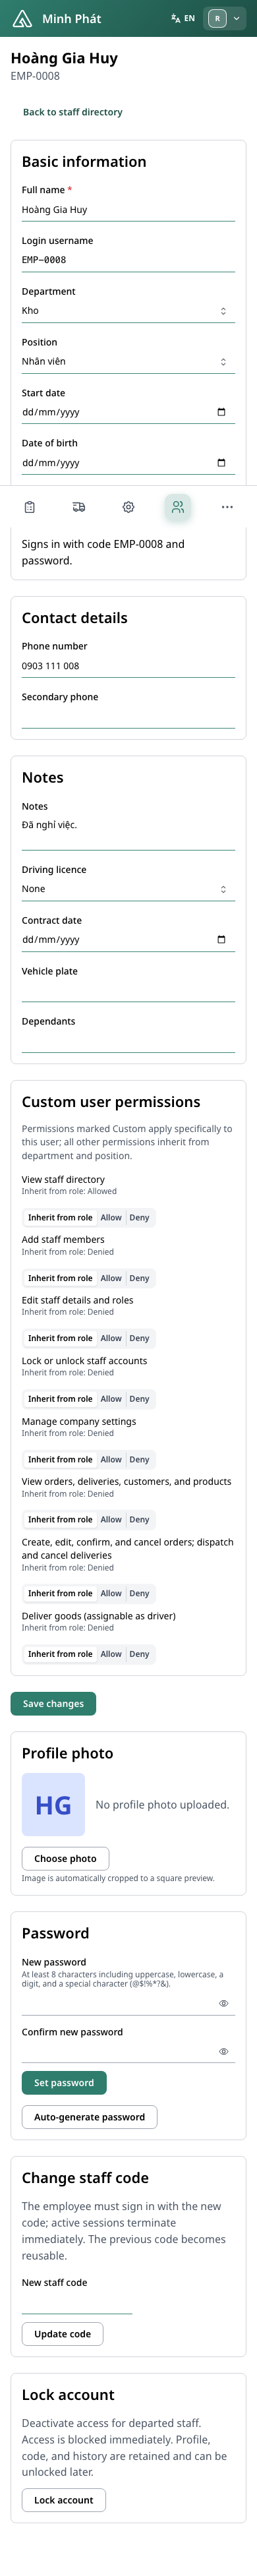 Minh Phát
EN
R
Hoàng Gia Huy
EMP-0008
Back to staff directory
Basic information
Full name *
Hoàng Gia Huy
Login username
EMP-0008
Department
Kho
Position
Nhân viên
Start date
dd/mm/yyyy
Date of birth
dd/mm/yyyy
Signs in with code EMP-0008 and
password.
Contact details
Phone number
0903 111 008
Secondary phone
Notes
Notes
Đã nghỉ việc.
Driving licence
None
Contract date
dd/mm/yyyy
Vehicle plate
Dependants
Custom user permissions
Permissions marked Custom apply specifically to
this user; all other permissions inherit from
department and position.
View staff directory
Inherit from role: Allowed
Inherit from role Allow Deny
Add staff members
Inherit from role: Denied
Inherit from role Allow Deny
Edit staff details and roles
Inherit from role: Denied
Inherit from role Allow Deny
Lock or unlock staff accounts
Inherit from role: Denied
Inherit from role Allow Deny
Manage company settings
Inherit from role: Denied
Inherit from role Allow Deny
View orders, deliveries, customers, and products
Inherit from role: Denied
Inherit from role Allow Deny
Create, edit, confirm, and cancel orders; dispatch
and cancel deliveries
Inherit from role: Denied
Inherit from role Allow Deny
Deliver goods (assignable as driver)
Inherit from role: Denied
Inherit from role Allow Deny
Save changes
Profile photo
HG
No profile photo uploaded.
Choose photo
Image is automatically cropped to a square preview.
Password
New password
At least 8 characters including uppercase, lowercase, a
digit, and a special character (@$!%*?&).
Confirm new password
Set password
Auto-generate password
Change staff code
The employee must sign in with the new
code; active sessions terminate
immediately. The previous code becomes
reusable.
New staff code
Update code
Lock account
Deactivate access for departed staff.
Access is blocked immediately. Profile,
code, and history are retained and can be
unlocked later.
Lock account